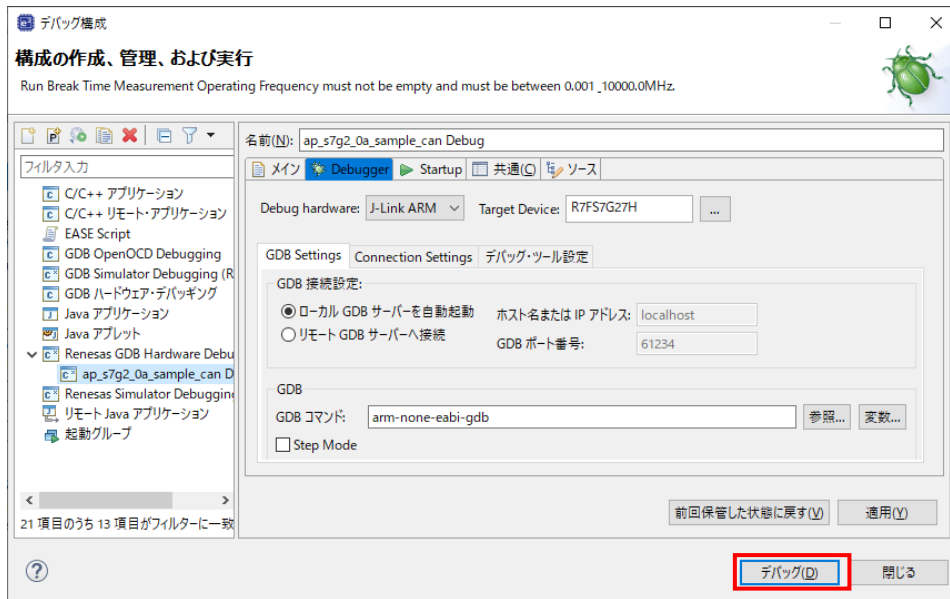 デバッグ構成
構成の作成、管理、および実行
Run Break Time Measurement Operating Frequency must not be empty and must be between 0.001_10000.0MHz.
フィルタ入力
C/C++ アプリケーション
C/C++ リモート・アプリケーション
EASE Script
GDB OpenOCD Debugging
GDB Simulator Debugging (R
GDB ハードウェア・デバッギング
Java アプリケーション
Java アプレット
Renesas GDB Hardware Debu
ap_s7g2_0a_sample_can D
Renesas Simulator Debugging
リモート Java アプリケーション
起動グループ
21 項目のうち 13 項目がフィルターに一致
名前(N): ap_s7g2_0a_sample_can Debug
メイン Debugger Startup 共通(C) ソース
Debug hardware: J-Link ARM Target Device: R7FS7G27H ...
GDB Settings Connection Settings デバッグ・ツール設定
GDB 接続設定:
ローカル GDB サーバーを自動起動 ホスト名または IP アドレス: localhost
リモート GDB サーバーへ接続 GDB ポート番号: 61234
GDB
GDB コマンド: arm-none-eabi-gdb 参照... 変数...
Step Mode
前回保管した状態に戻す(V) 適用(Y)
デバッグ(D) 閉じる